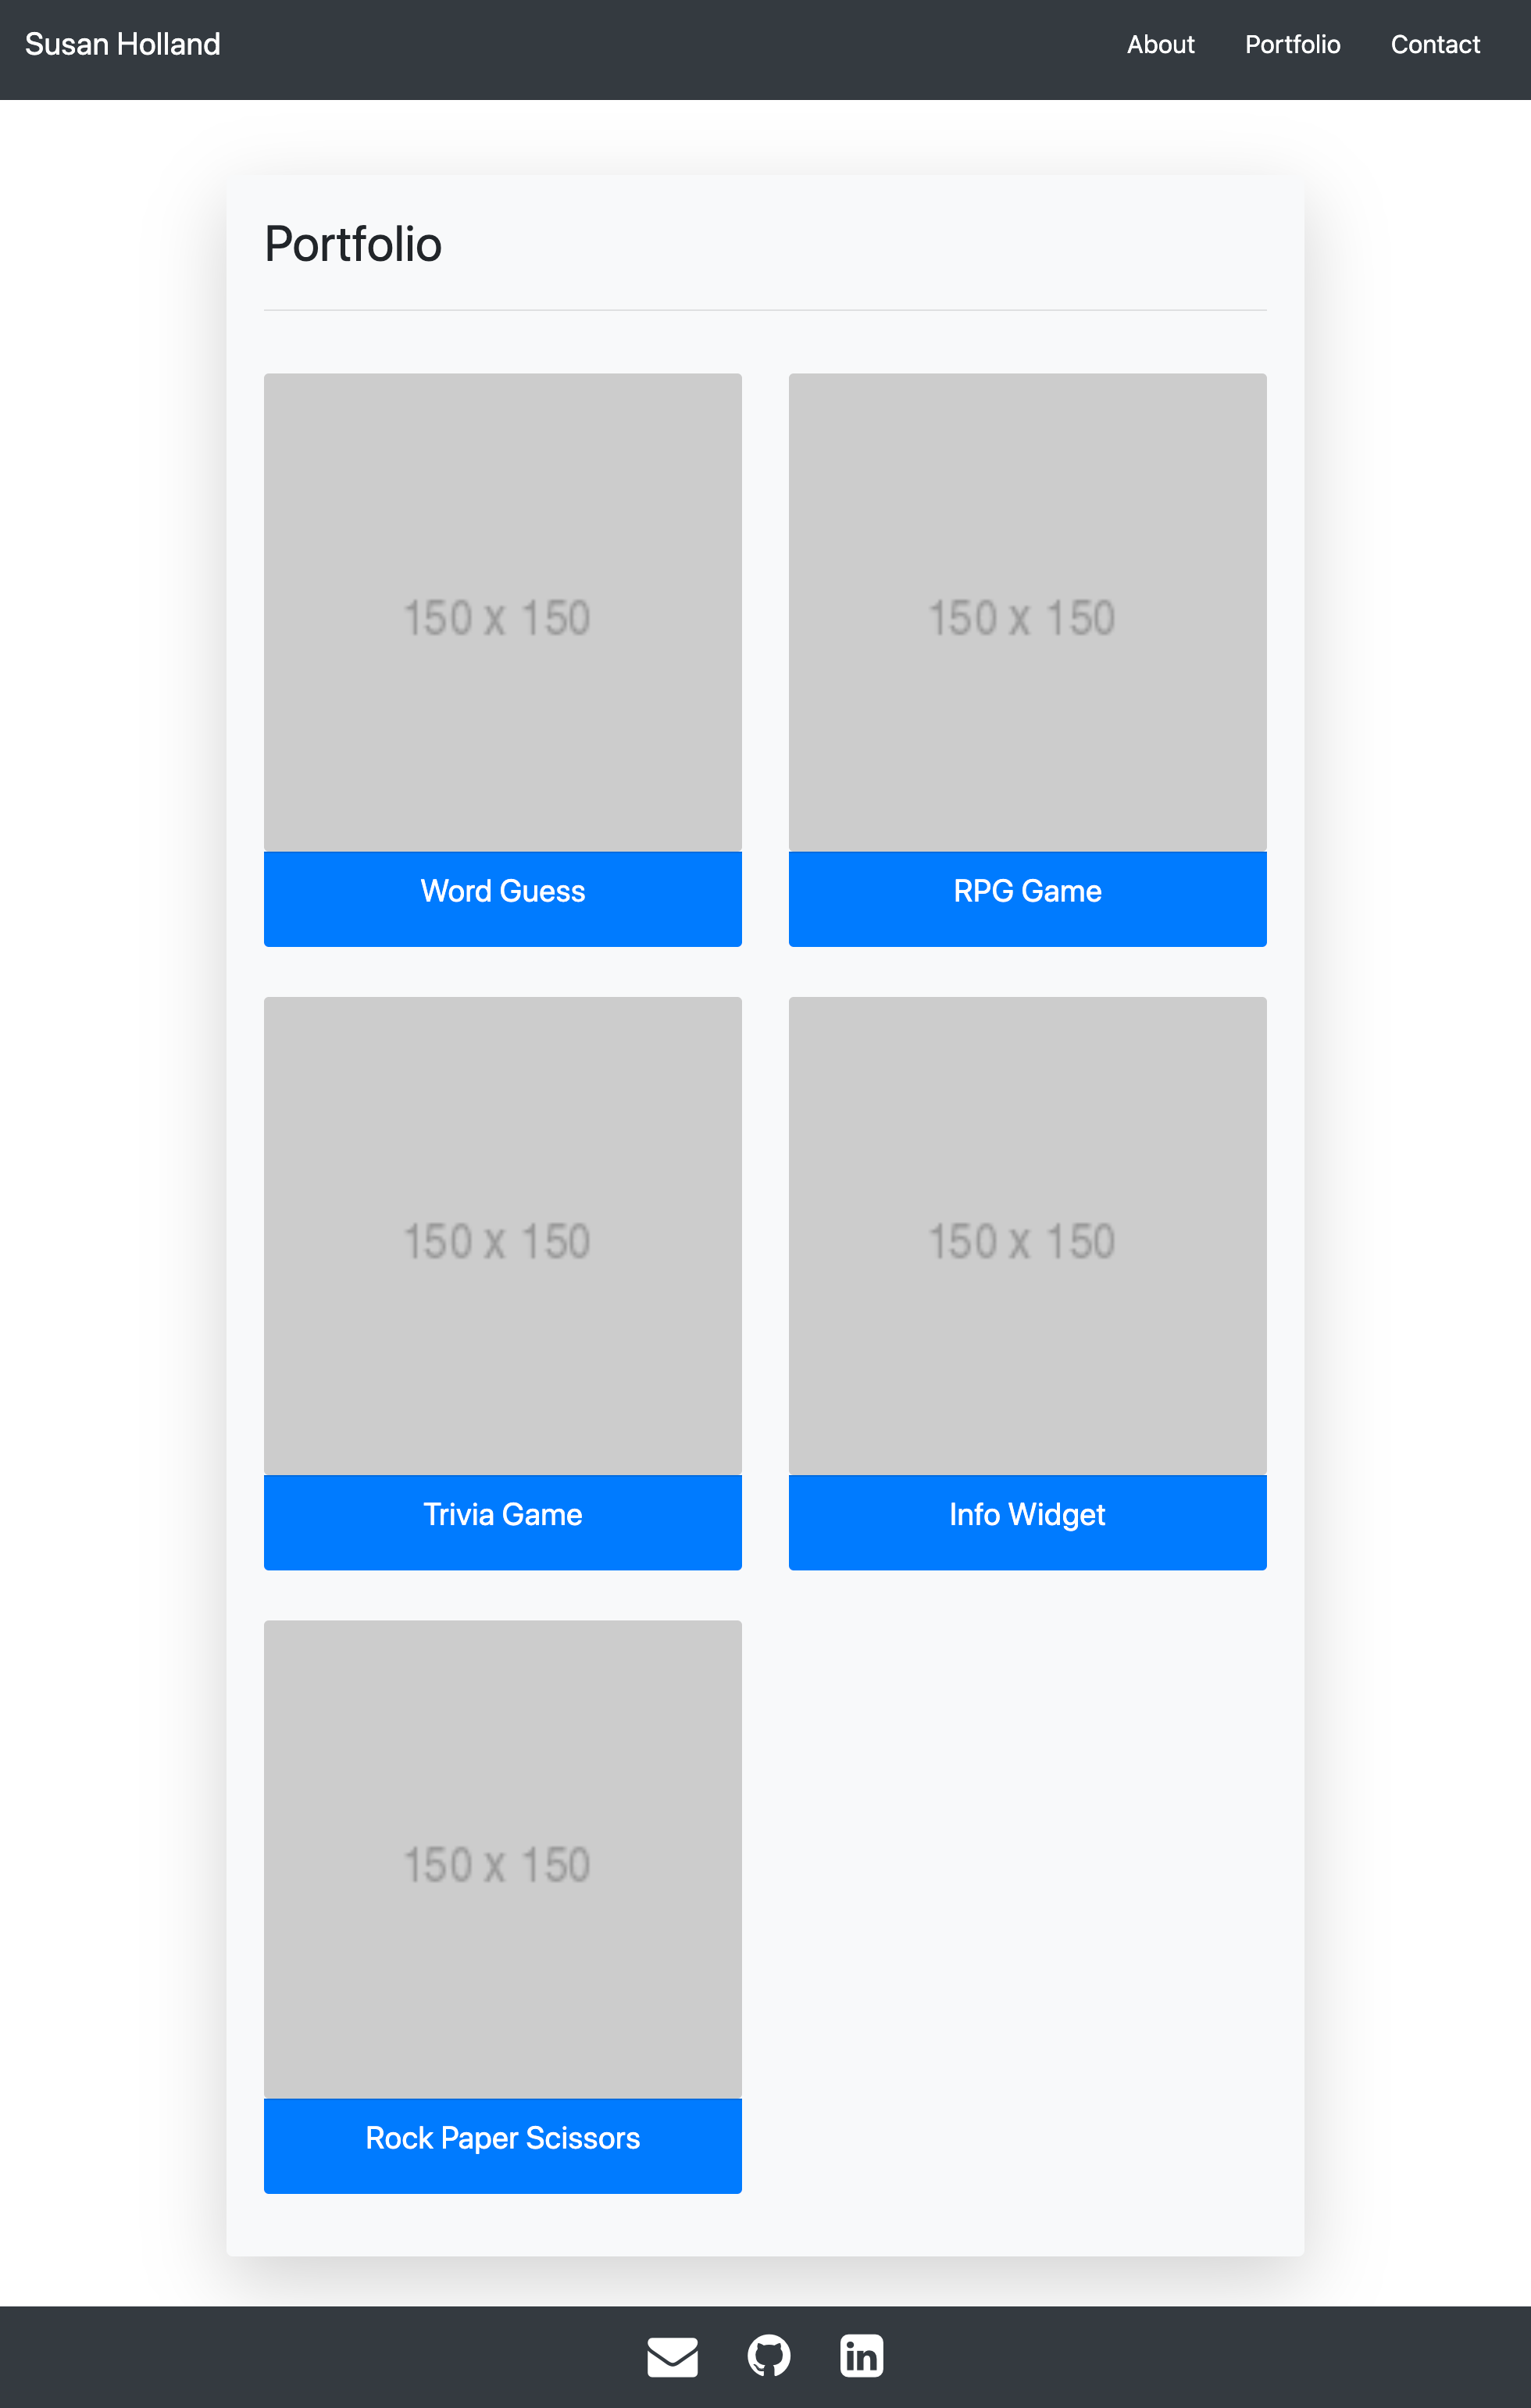 Susan Holland About Portfolio Contact
Portfolio
150 x 150 150 x 150
Word Guess RPG Game
150 x 150 150 x 150
Trivia Game Info Widget
150 x 150
Rock Paper Scissors
in